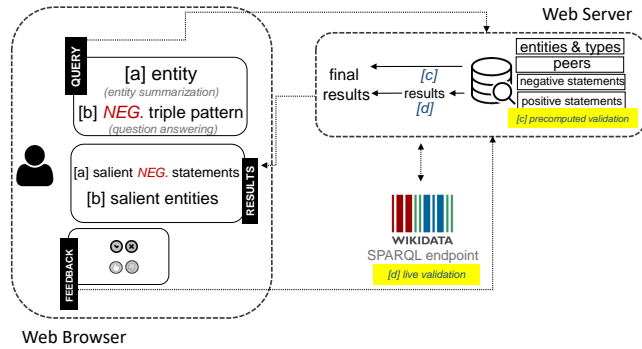 QUERY
[a] entity
(entity summarization)
[b] NEG. triple pattern
(question answering)
[a] salient NEG. statements
[b] salient entities
RESULTS
FEEDBACK
Web Browser
Web Server
final
results
[c]
results
[d]
entities & types
peers
negative statements
positive statements
[c] precomputed validation
WIKIDATA
SPARQL endpoint
[d] live validation